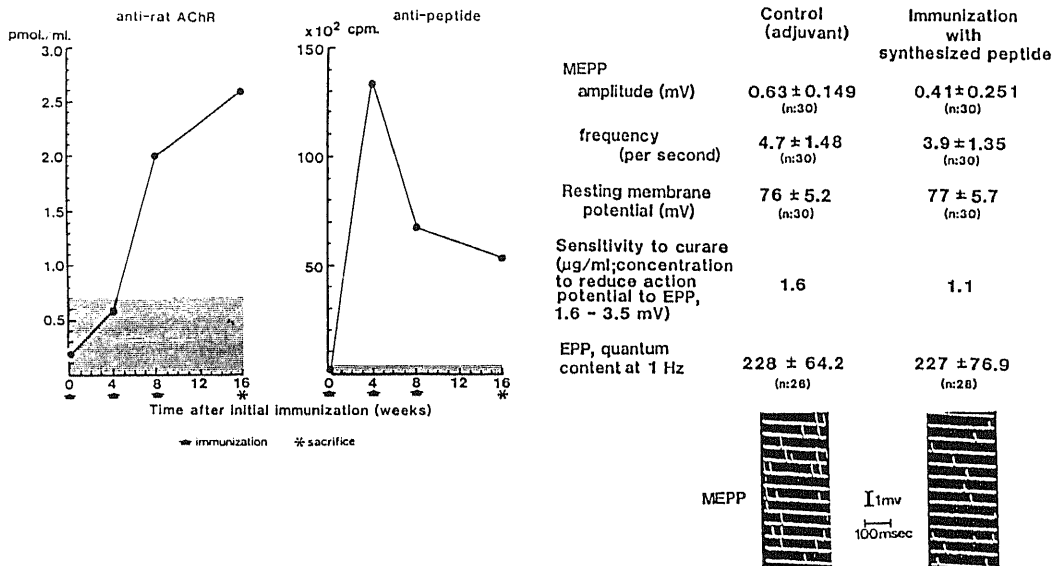 anti-rat AChR
pmol./ml.
3.0
2.5
2.0
1.5
1.0
0.5
0 4 8 12 16
anti-peptide
x10² cpm.
150
100
50
0 4 8 12 16
Time after initial immunization (weeks)
immunization * sacrifice
Control
(adjuvant)
Immunization
with
synthesized peptide
MEPP
amplitude (mV) 0.63 ± 0.149 0.41 ± 0.251
(n:30) (n:30)
frequency
(per second) 4.7 ± 1.48 3.9 ± 1.35
(n:30) (n:30)
Resting membrane
potential (mV) 76 ± 5.2 77 ± 5.7
(n:30) (n:30)
Sensitivity to curare
(μg/ml;concentration
to reduce action
potential to EPP,
1.6 - 3.5 mV) 1.6 1.1
EPP, quantum
content at 1 Hz 228 ± 64.2 227 ± 76.9
(n:28) (n:28)
MEPP
1mv
100msec